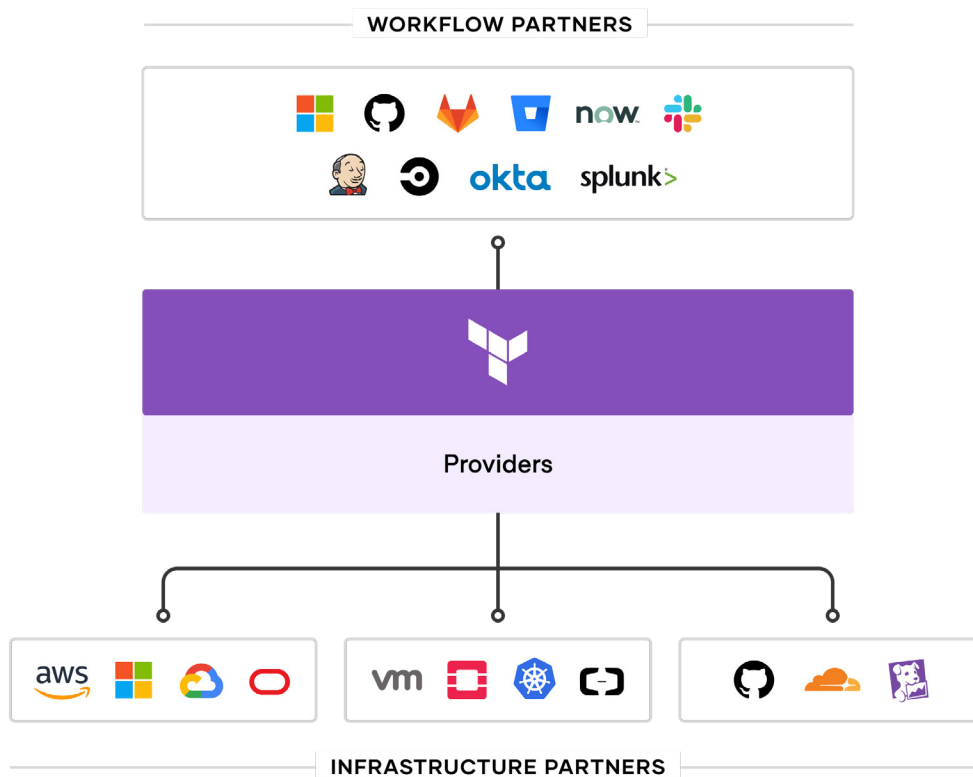 WORKFLOW PARTNERS
now
okta
splunk>
Providers
aws
vm
INFRASTRUCTURE PARTNERS